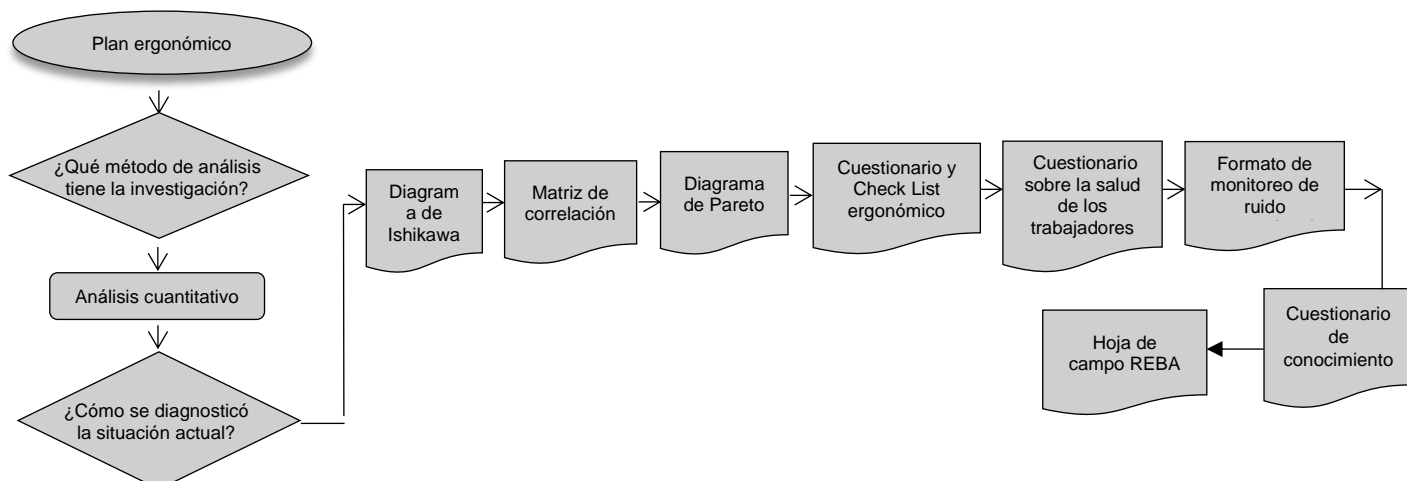 Plan ergonómico
¿Qué método de análisis
tiene la investigación?
Análisis cuantitativo
¿Cómo se diagnosticó
la situación actual?
Diagram
a de
Ishikawa
Matriz de
correlación
Diagrama
de Pareto
Cuestionario y
Check List
ergonómico
Cuestionario
sobre la salud
de los
trabajadores
Formato de
monitoreo de
ruido
Cuestionario
de
conocimiento
Hoja de
campo REBA